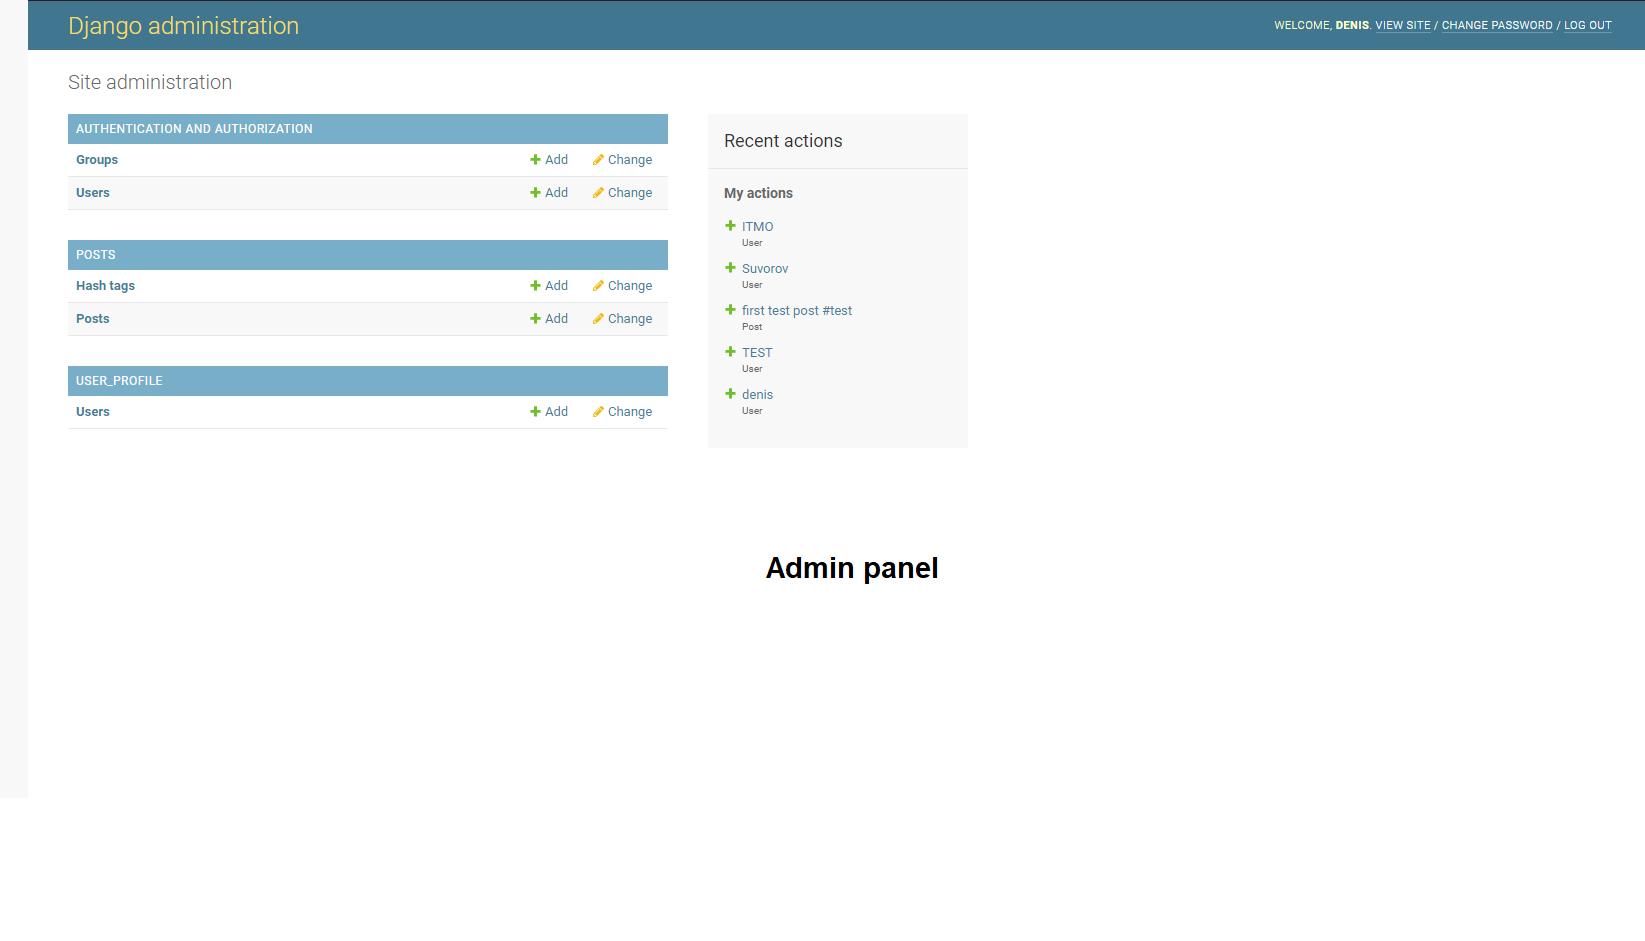 Django administration
WELCOME, DENIS. VIEW SITE / CHANGE PASSWORD / LOG OUT
Site administration
AUTHENTICATION AND AUTHORIZATION
Groups Add Change
Users Add Change
POSTS
Hash tags Add Change
Posts Add Change
USER_PROFILE
Users Add Change
Recent actions
My actions
ITMO
User
Suvorov
User
first test post #test
Post
TEST
User
denis
User
Admin panel